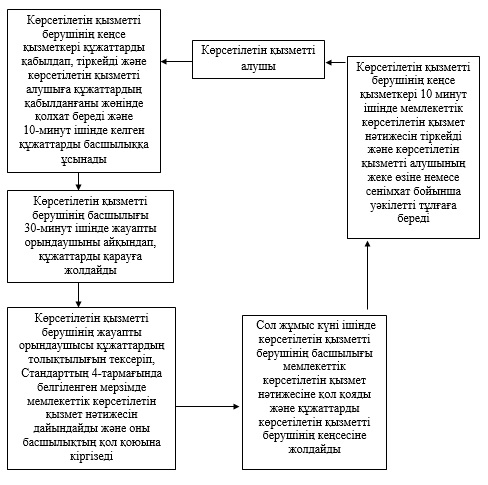 Көрсетілетін қызметті
берушінің кеңсе
қызметкері құжаттарды
қабылдап, тіркейді және
көрсетілетін қызметті
алушыға құжаттардың
қабылданғаны жөнінде
қолхат береді және
10-минут ішінде келген
құжаттарды басшылыққа
ұсынады
Көрсетілетін қызметті
алушы
Көрсетілетін қызметті
берушінің кеңсе
қызметкері 10 минут
ішінде мемлекеттік
көрсетілетін қызмет
нәтижесін тіркейді
және көрсетілетін
қызметті алушының
жеке өзіне немесе
сенімхат бойынша
уәкілетті тұлғаға
береді
Көрсетілетін қызметті
берушінің басшылығы
30-минут ішінде жауапты
орындаушыны айқындап,
құжаттарды қарауға
жолдайды
Көрсетілетін қызметті
берушінің жауапты
орындаушысы құжаттардың
толықтылығын тексеріп,
Стандарттың 4-тармағында
белгіленген мерзімде
мемлекеттік көрсетілетін
қызмет нәтижесін
дайындайды және оны
басшылықтың қол қоюына
кіргізеді
Сол жұмыс күні ішінде
көрсетілетін қызметті
берушінің басшылығы
мемлекеттік
көрсетілетін қызмет
нәтижесіне қол қояды
және құжаттарды
көрсетілетін қызметті
берушінің кеңсесіне
жолдайды